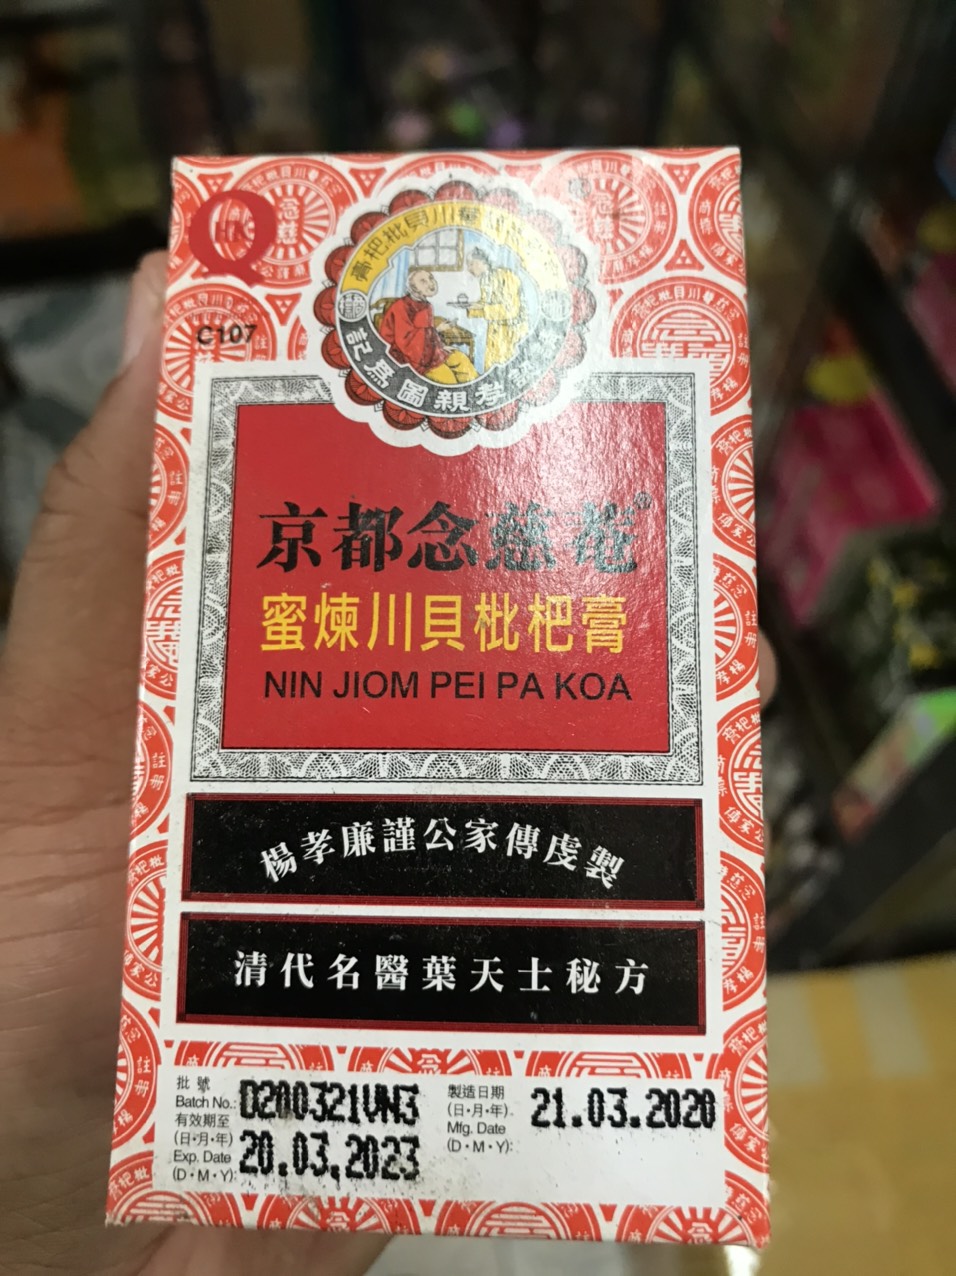 C107
京都念慈菴®
蜜煉川貝枇杷膏
NIN JIOM PEI PA KOA
楊孝廉謹公家傳虔製
清代名醫葉天士秘方
批號
Batch No.: D200321VN3
有效期至
(日·月·年)
Exp. Date
(D·M·Y): 20.03.2023
製造日期
(日·月·年).
Mfg. Date
(D·M·Y):
21.03.2020